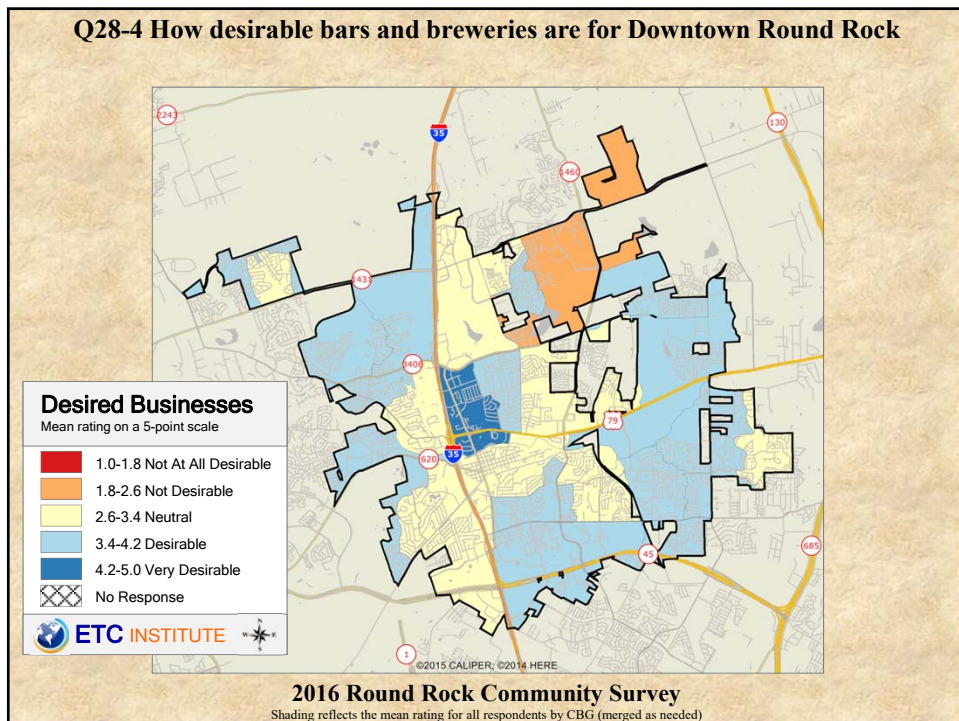 Q28-4 How desirable bars and breweries are for Downtown Round Rock
2243
35
130
1460
1431
3406
79
620
35
45
685
1
Desired Businesses
Mean rating on a 5-point scale
1.0-1.8 Not At All Desirable
1.8-2.6 Not Desirable
2.6-3.4 Neutral
3.4-4.2 Desirable
4.2-5.0 Very Desirable
No Response
ETC INSTITUTE
N
W E
S
©2015 CALIPER; ©2014 HERE
2016 Round Rock Community Survey
Shading reflects the mean rating for all respondents by CBG (merged as needed)